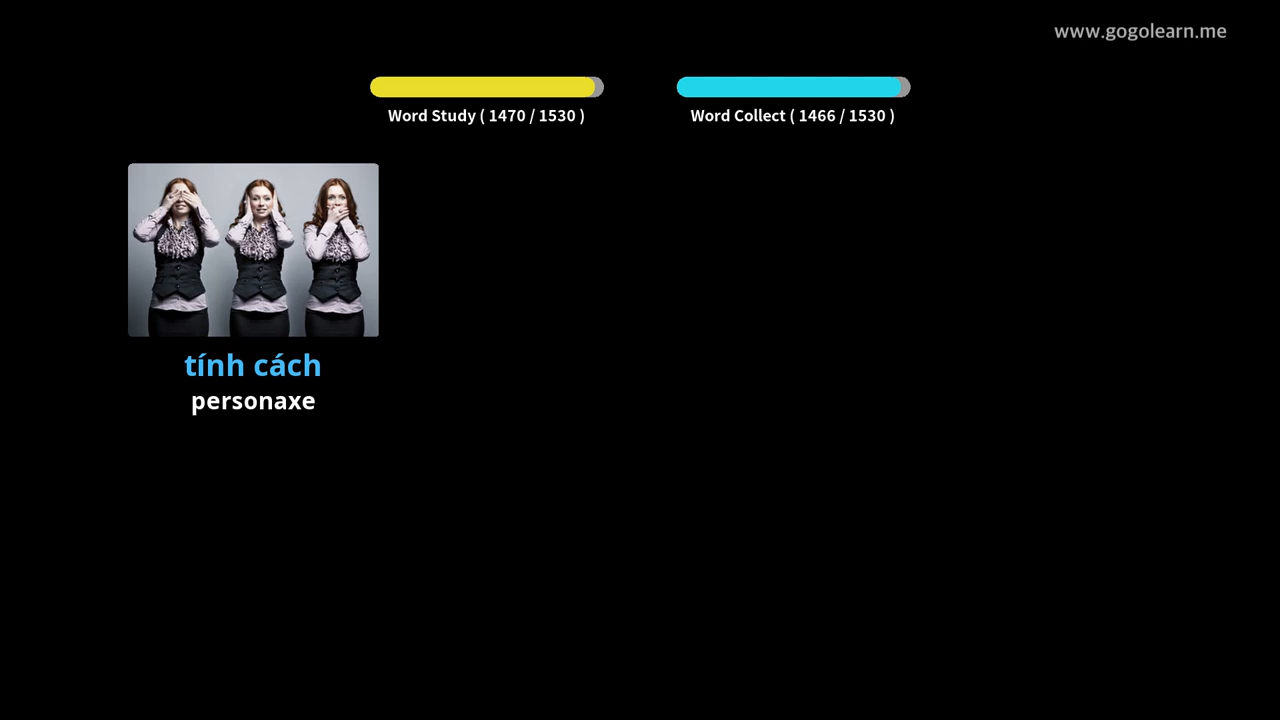 www.gogolearn.me
Word Study ( 1470 / 1530 )
Word Collect ( 1466 / 1530 )
tính cách
personaxe